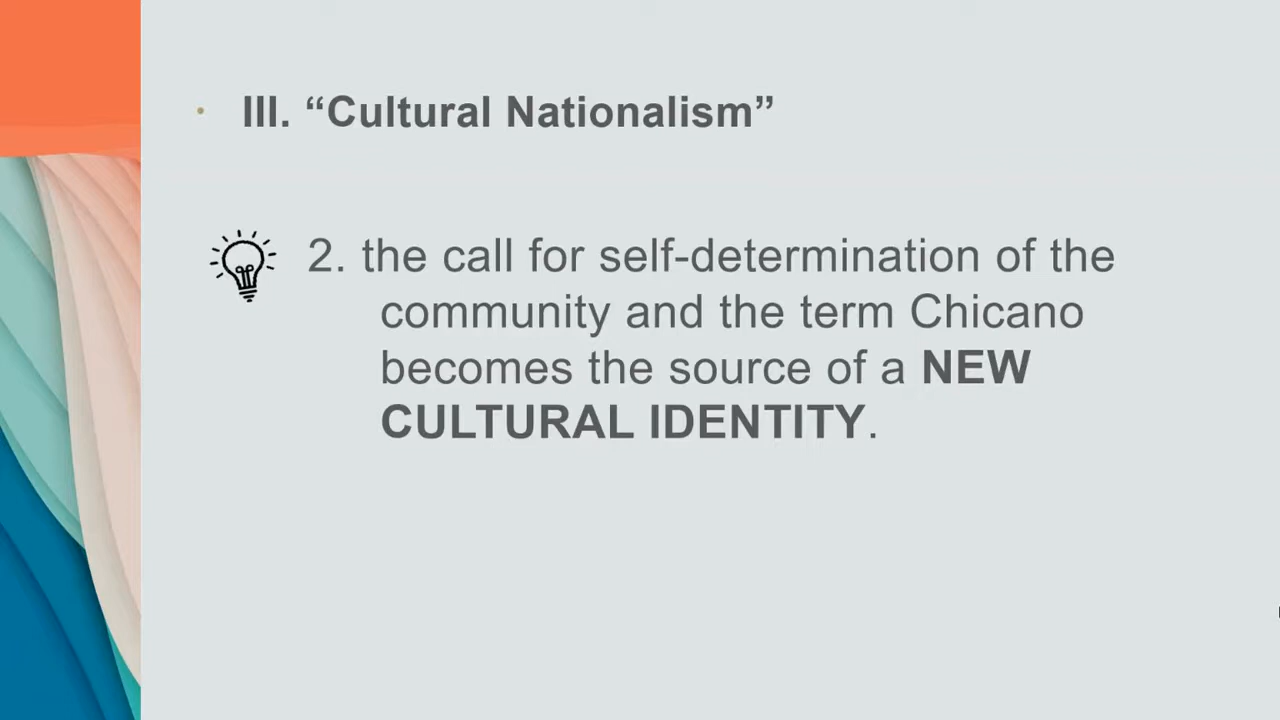 III. “Cultural Nationalism”
2. the call for self-determination of the
community and the term Chicano
becomes the source of a NEW
CULTURAL IDENTITY.